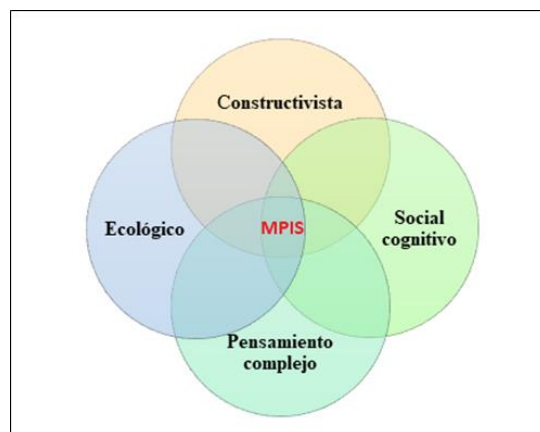 Constructivista
Ecológico
MPIS
Social
cognitivo
Pensamiento
complejo